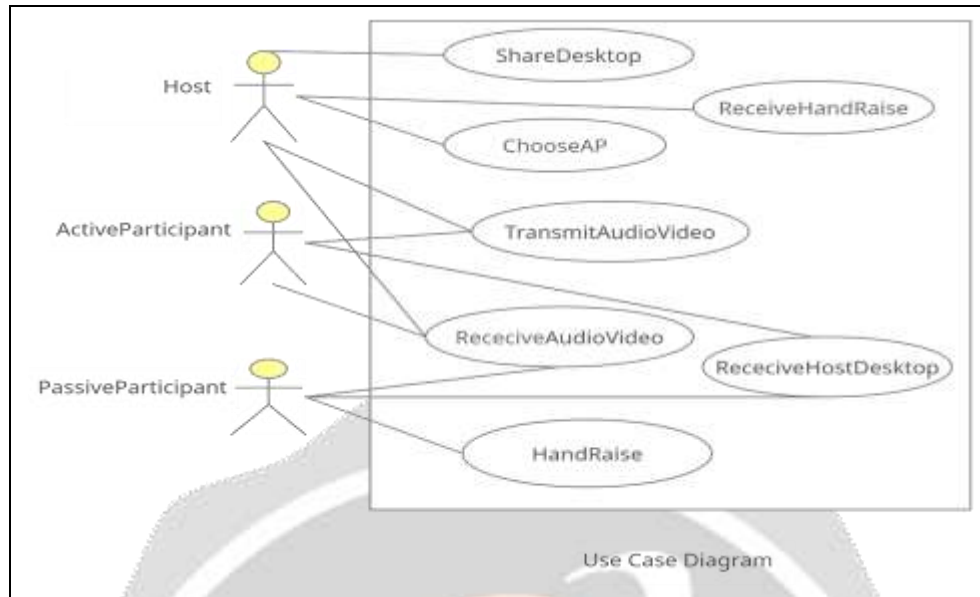 ShareDesktop
Host
ReceiveHandRaise
ChooseAP
ActiveParticipant
TransmitAudioVideo
RececiveAudioVideo
RececiveHostDesktop
PassiveParticipant
HandRaise
Use Case Diagram